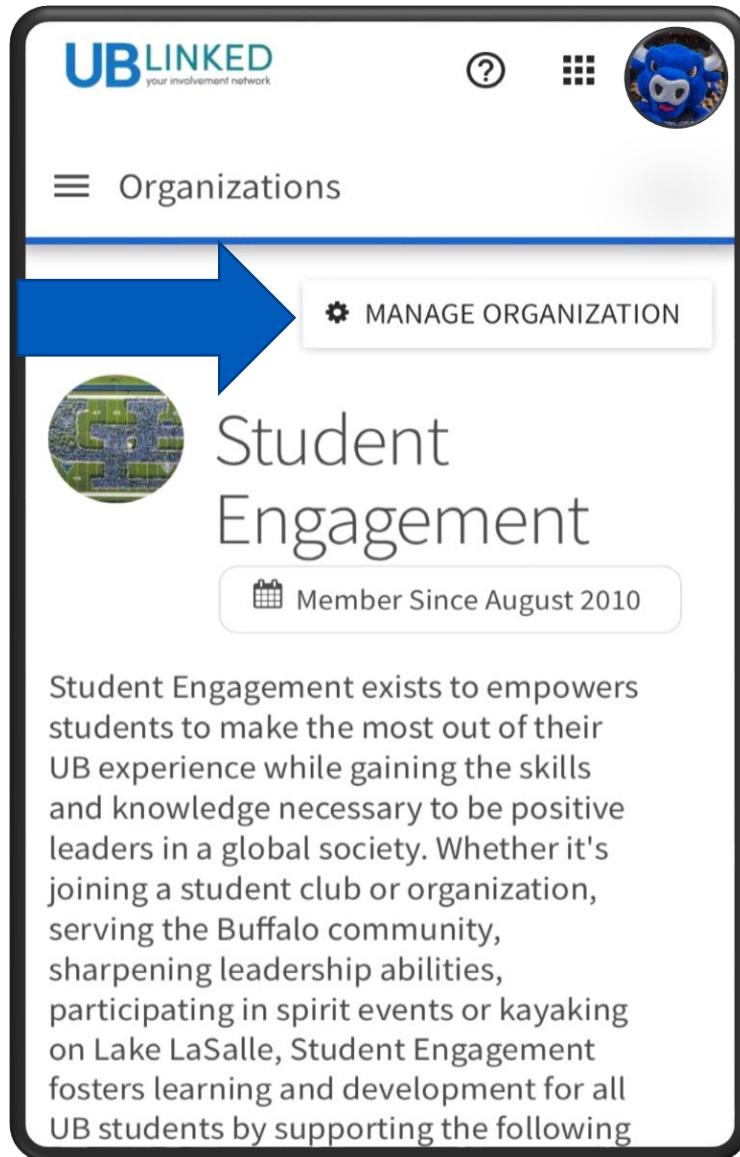 UBLINKED
your involvement network
Organizations
MANAGE ORGANIZATION
Student
Engagement
Member Since August 2010
Student Engagement exists to empowers
students to make the most out of their
UB experience while gaining the skills
and knowledge necessary to be positive
leaders in a global society. Whether it's
joining a student club or organization,
serving the Buffalo community,
sharpening leadership abilities,
participating in spirit events or kayaking
on Lake LaSalle, Student Engagement
fosters learning and development for all
UB students by supporting the following